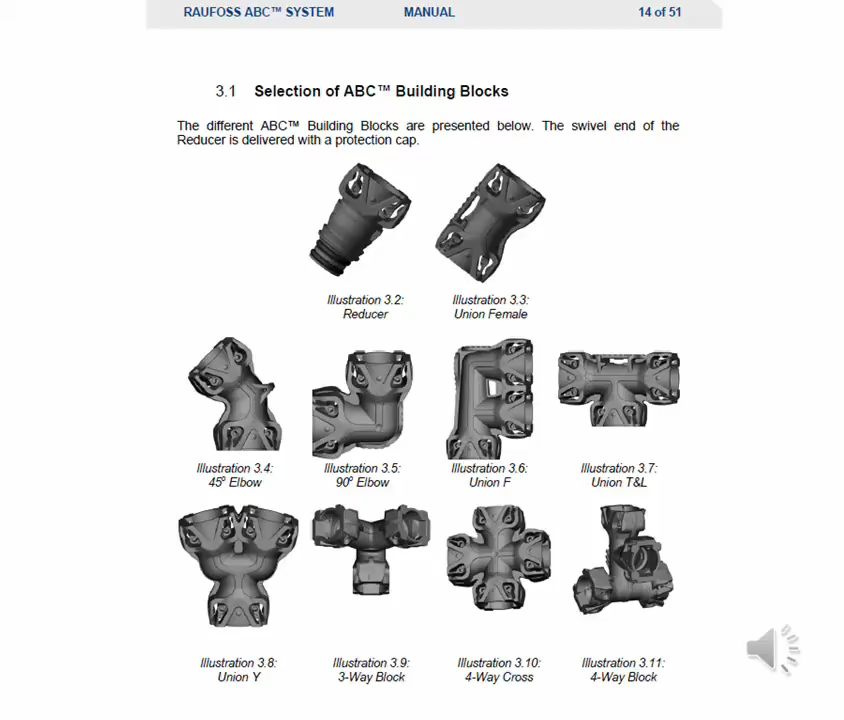 RAUFOSS ABC™ SYSTEM MANUAL 14 of 51
3.1 Selection of ABC™ Building Blocks
The different ABC™ Building Blocks are presented below. The swivel end of the
Reducer is delivered with a protection cap.
Illustration 3.2: Illustration 3.3:
Reducer Union Female
Illustration 3.4: Illustration 3.5: Illustration 3.6: Illustration 3.7:
45⁰ Elbow 90⁰ Elbow Union F Union T&L
Illustration 3.8: Illustration 3.9: Illustration 3.10: Illustration 3.11:
Union Y 3-Way Block 4-Way Cross 4-Way Block